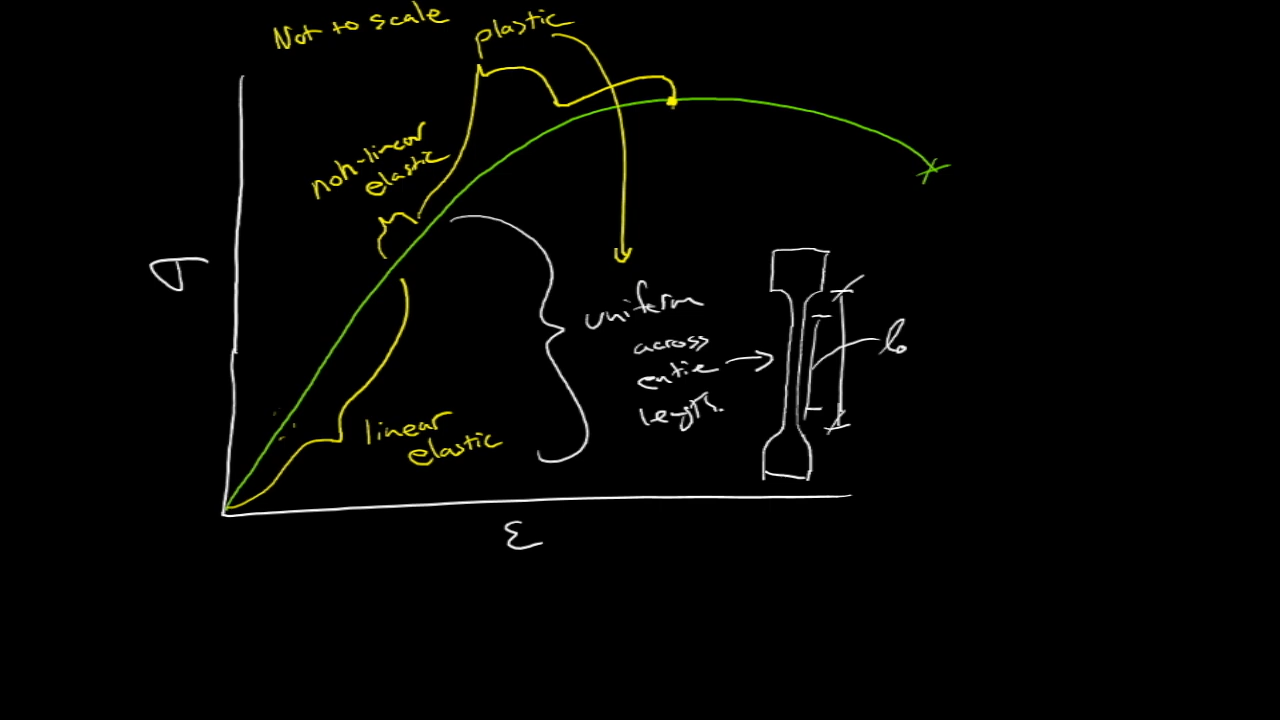 Not to scale
plastic
non-linear
elastic
σ
uniform
across
entire
length.
l₀
linear
elastic
ε